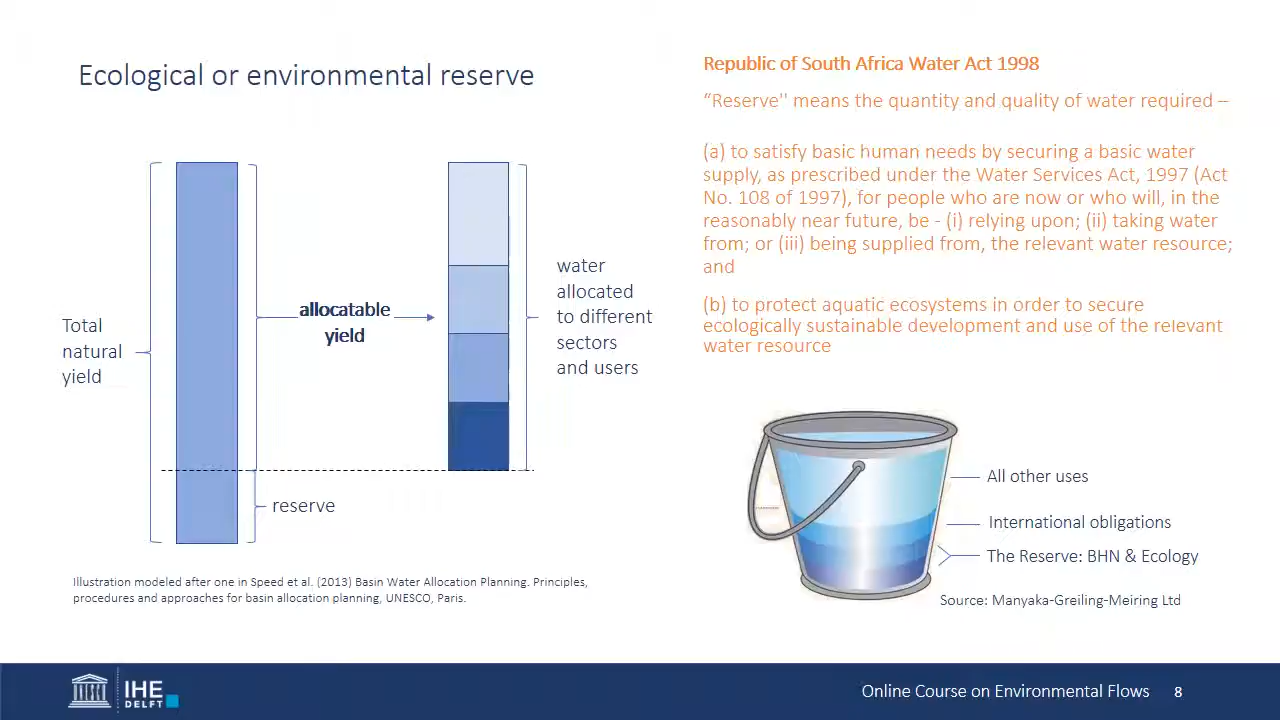 Ecological or environmental reserve
Total
natural
yield
allocatable
yield
reserve
water
allocated
to different
sectors
and users
Illustration modeled after one in Speed et al. (2013) Basin Water Allocation Planning. Principles,
procedures and approaches for basin allocation planning, UNESCO, Paris.
Republic of South Africa Water Act 1998
“Reserve'' means the quantity and quality of water required –
(a) to satisfy basic human needs by securing a basic water
supply, as prescribed under the Water Services Act, 1997 (Act
No. 108 of 1997), for people who are now or who will, in the
reasonably near future, be - (i) relying upon; (ii) taking water
from; or (iii) being supplied from, the relevant water resource;
and
(b) to protect aquatic ecosystems in order to secure
ecologically sustainable development and use of the relevant
water resource
All other uses
International obligations
The Reserve: BHN & Ecology
Source: Manyaka-Greiling-Meiring Ltd
IHE
DELFT
Online Course on Environmental Flows 8